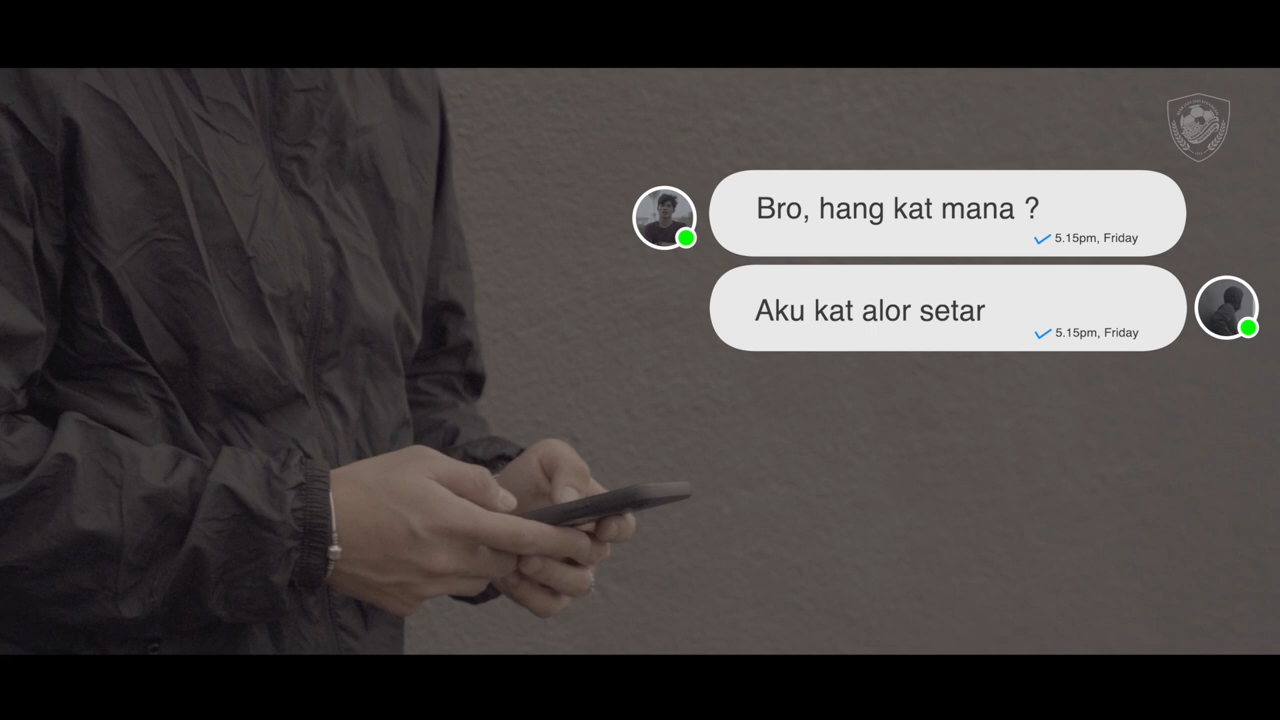 Bro, hang kat mana ?
5.15pm, Friday
Aku kat alor setar
5.15pm, Friday